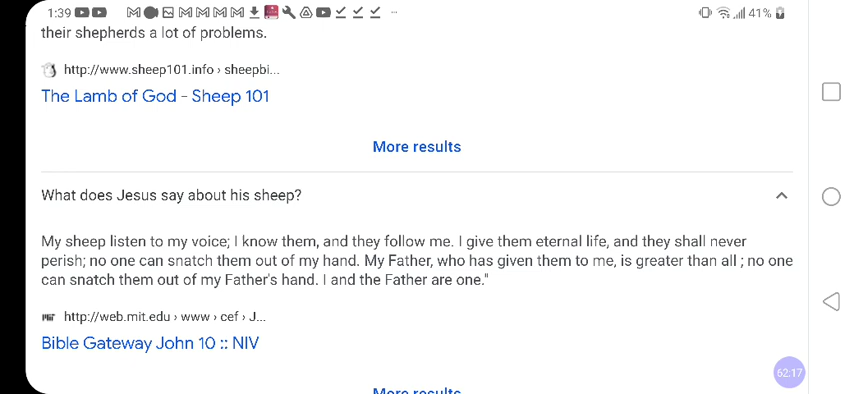 1:39 41%
their shepherds a lot of problems.
http://www.sheep101.info › sheepbi...
The Lamb of God - Sheep 101
More results
What does Jesus say about his sheep?
My sheep listen to my voice; I know them, and they follow me. I give them eternal life, and they shall never
perish; no one can snatch them out of my hand. My Father, who has given them to me, is greater than all ; no one
can snatch them out of my Father's hand. I and the Father are one."
http://web.mit.edu › www › cef › J...
Bible Gateway John 10 :: NIV
62:17
More results